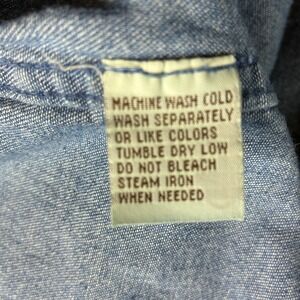 MACHINE WASH COLD
WASH SEPARATELY
OR LIKE COLORS
TUMBLE DRY LOW
DO NOT BLEACH
STEAM IRON
WHEN NEEDED